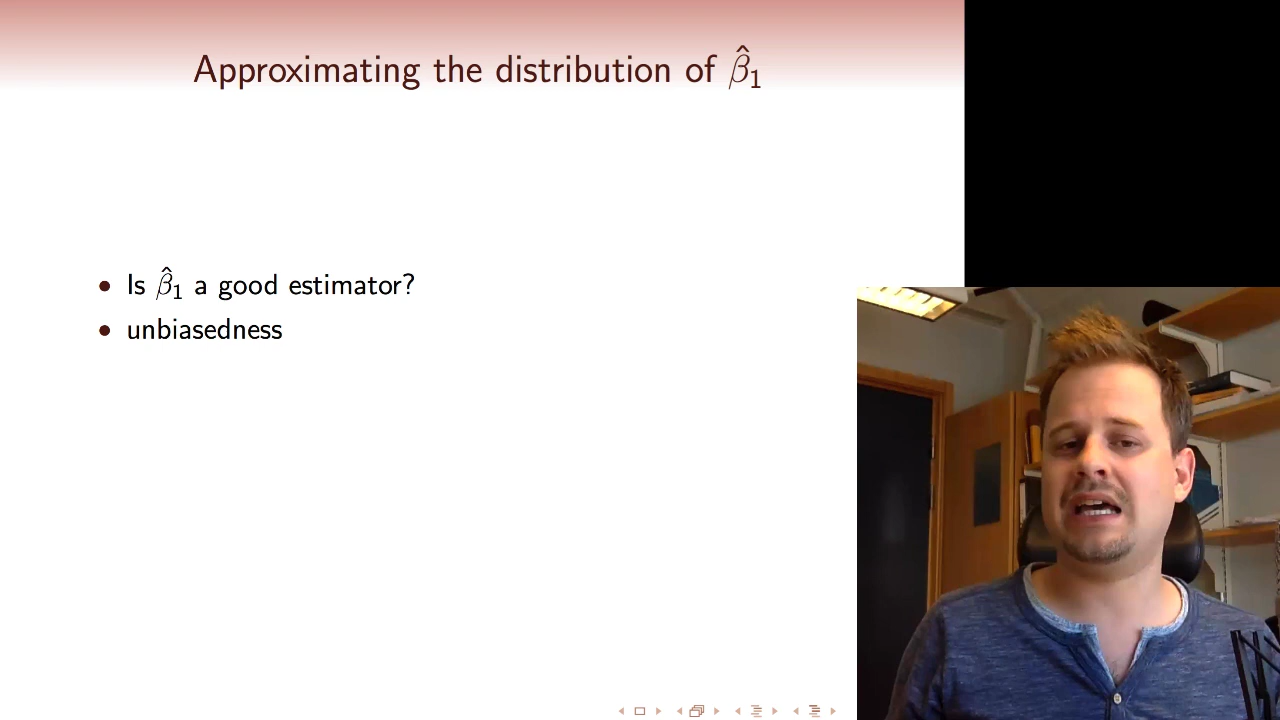 Approximating the distribution of β̂₁
• Is β̂₁ a good estimator?
• unbiasedness